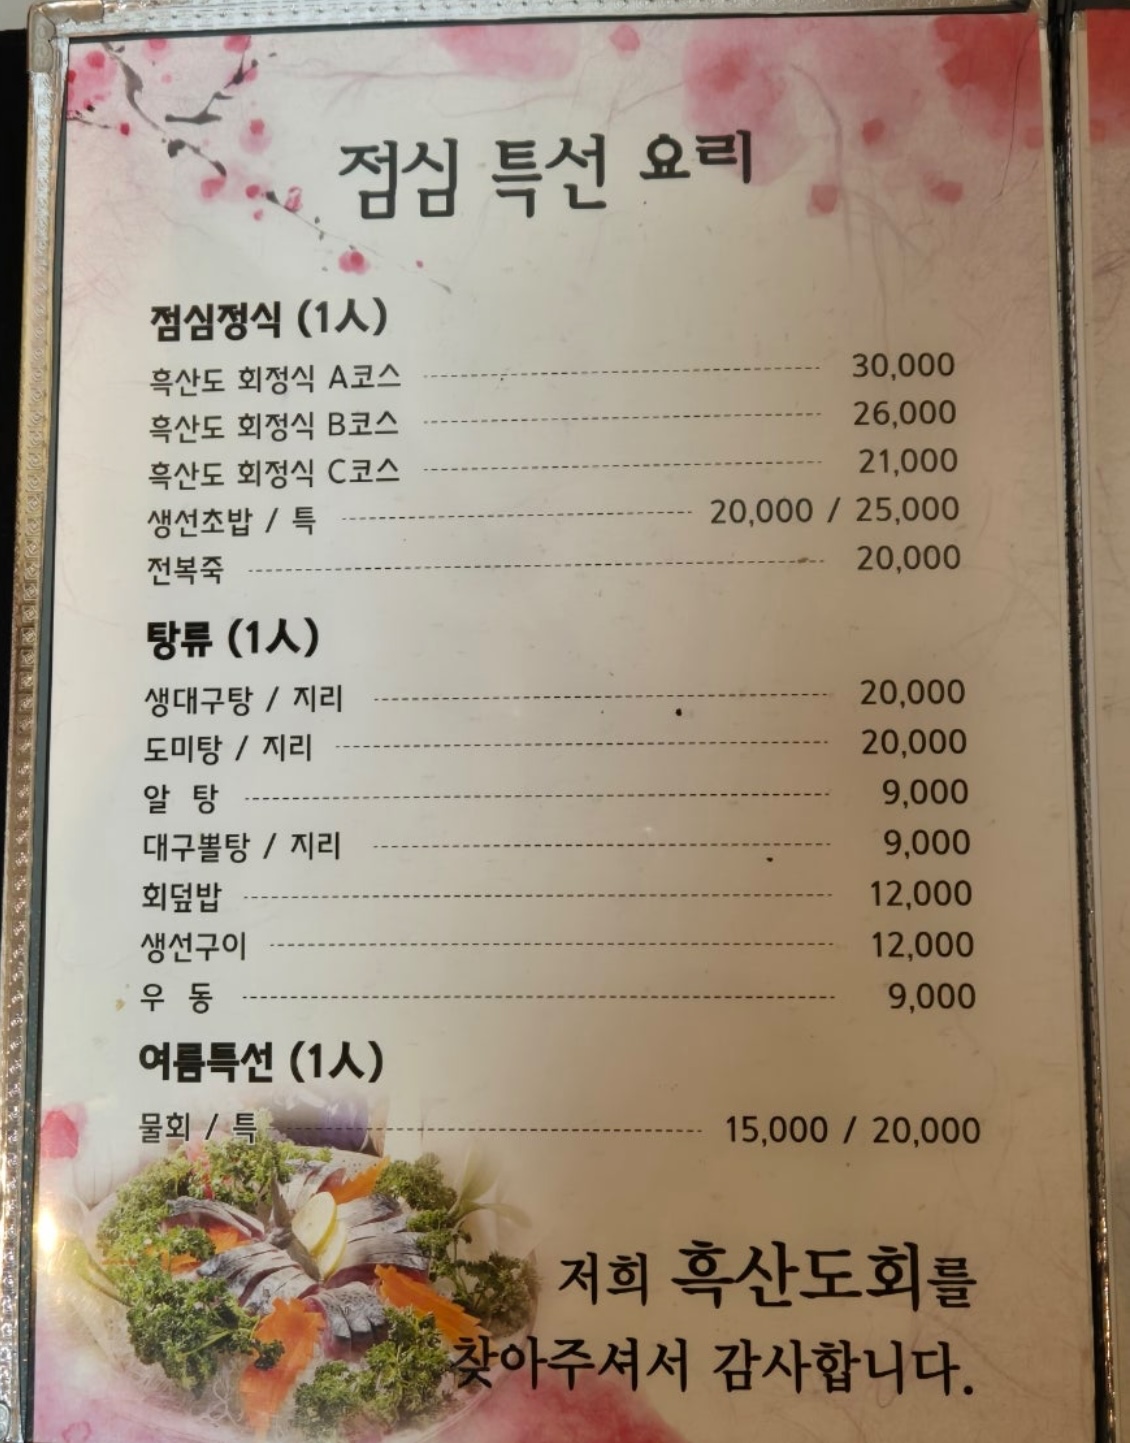 점심 특선 요리
점심정식 (1人)
흑산도 회정식 A코스 30,000
흑산도 회정식 B코스 26,000
흑산도 회정식 C코스 21,000
생선초밥 / 특 20,000 / 25,000
전복죽 20,000
탕류 (1人)
생대구탕 / 지리 20,000
도미탕 / 지리 20,000
알 탕 9,000
대구뽈탕 / 지리 9,000
회덮밥 12,000
생선구이 12,000
우 동 9,000
여름특선 (1人)
물회 / 특 15,000 / 20,000
저희 흑산도회를
찾아주셔서 감사합니다.